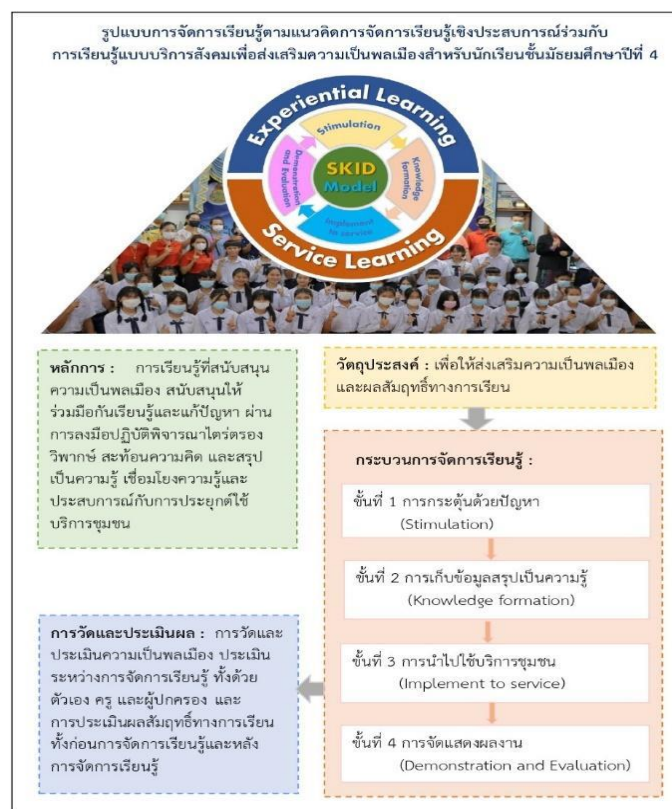 รูปแบบการจัดการเรียนรู้ตามแนวคิดการจัดการเรียนรู้เชิงประสบการณ์ร่วมกับ
การเรียนรู้แบบบริการสังคมเพื่อส่งเสริมความเป็นพลเมืองสำหรับนักเรียนชั้นมัธยมศึกษาปีที่ 4
Experiential Learning
Stimulation
Demonstration
and Evaluation
SKID
Model
Knowledge
formation
Implement
to service
Service Learning
หลักการ : การเรียนรู้ที่สนับสนุน
ความเป็นพลเมือง สนับสนุนให้
ร่วมมือกันเรียนรู้และแก้ปัญหา ผ่าน
การลงมือปฏิบัติพิจารณาไตร่ตรอง
วิพากษ์ สะท้อนความคิด และสรุป
เป็นความรู้ เชื่อมโยงความรู้และ
ประสบการณ์กับการประยุกต์ใช้
บริการชุมชน
วัตถุประสงค์ : เพื่อให้ส่งเสริมความเป็นพลเมือง
และผลสัมฤทธิ์ทางการเรียน
กระบวนการจัดการเรียนรู้ :
ขั้นที่ 1 การกระตุ้นด้วยปัญหา
(Stimulation)
ขั้นที่ 2 การเก็บข้อมูลสรุปเป็นความรู้
(Knowledge formation)
ขั้นที่ 3 การนำไปใช้บริการชุมชน
(Implement to service)
ขั้นที่ 4 การจัดแสดงผลงาน
(Demonstration and Evaluation)
การวัดและประเมินผล : การวัดและ
ประเมินความเป็นพลเมือง ประเมิน
ระหว่างการจัดการเรียนรู้ ทั้งด้วย
ตัวเอง ครู และผู้ปกครอง และ
การประเมินผลสัมฤทธิ์ทางการเรียน
ทั้งก่อนการจัดการเรียนรู้และหลัง
การจัดการเรียนรู้